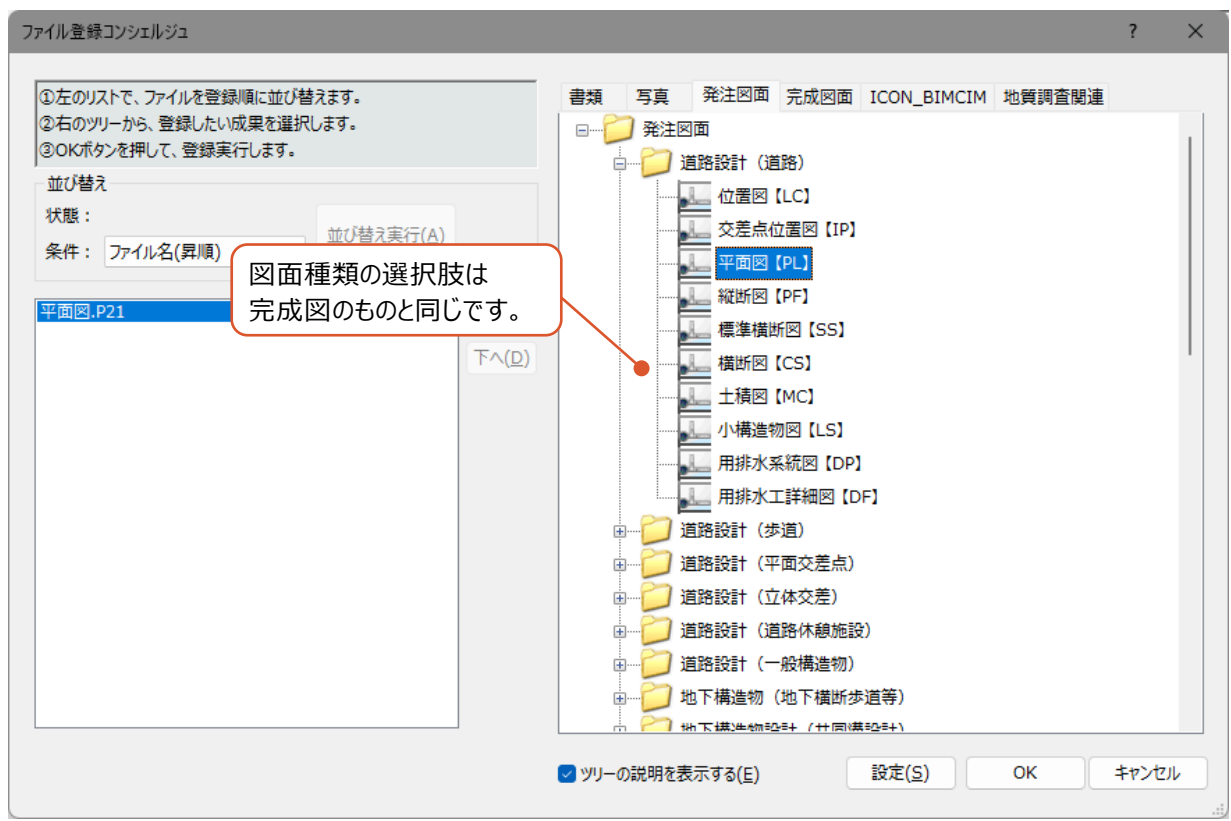 ファイル登録コンシェルジュ
①左のリストで、ファイルを登録順に並び替えます。
②右のツリーから、登録したい成果を選択します。
③OKボタンを押して、登録実行します。
並び替え
状態：
並び替え実行(A)
条件： ファイル名(昇順)
図面種類の選択肢は
完成図のものと同じです。
平面図.P21
下へ(D)
書類 写真 発注図面 完成図面 ICON_BIMCIM 地質調査関連
発注図面
道路設計（道路）
位置図【LC】
交差点位置図【IP】
平面図【PL】
縦断図【PF】
標準横断図【SS】
横断図【CS】
土積図【MC】
小構造物図【LS】
用排水系統図【DP】
用排水工詳細図【DF】
道路設計（歩道）
道路設計（平面交差点）
道路設計（立体交差）
道路設計（道路休憩施設）
道路設計（一般構造物）
地下構造物（地下横断歩道等）
地下構造物設計（共同溝設計）
ツリーの説明を表示する(E) 設定(S) OK キャンセル